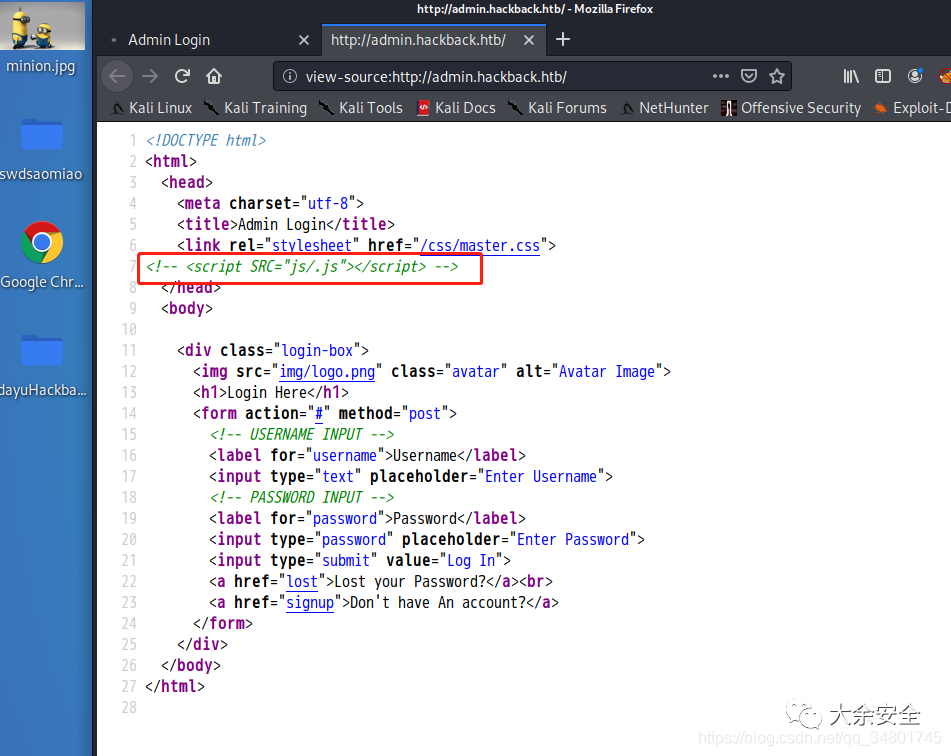 http://admin.hackback.htb/ - Mozilla Firefox
Admin Login
http://admin.hackback.htb/
view-source:http://admin.hackback.htb/
Kali Linux Kali Training Kali Tools Kali Docs Kali Forums NetHunter Offensive Security Exploit-D
minion.jpg
swdsaomiao
Google Chr...
dayuHackba...
1 <!DOCTYPE html>
2 <html>
3 <head>
4 <meta charset="utf-8">
5 <title>Admin Login</title>
6 <link rel="stylesheet" href="/css/master.css">
7 <!-- <script SRC="js/.js"></script> -->
8 </head>
9 <body>
10
11 <div class="login-box">
12 <img src="img/logo.png" class="avatar" alt="Avatar Image">
13 <h1>Login Here</h1>
14 <form action="#" method="post">
15 <!-- USERNAME INPUT -->
16 <label for="username">Username</label>
17 <input type="text" placeholder="Enter Username">
18 <!-- PASSWORD INPUT -->
19 <label for="password">Password</label>
20 <input type="password" placeholder="Enter Password">
21 <input type="submit" value="Log In">
22 <a href="lost">Lost your Password?</a><br>
23 <a href="signup">Don't have An account?</a>
24 </form>
25 </div>
26 </body>
27 </html>
28
大余安全
https://blog.csdn.net/qq_34801745